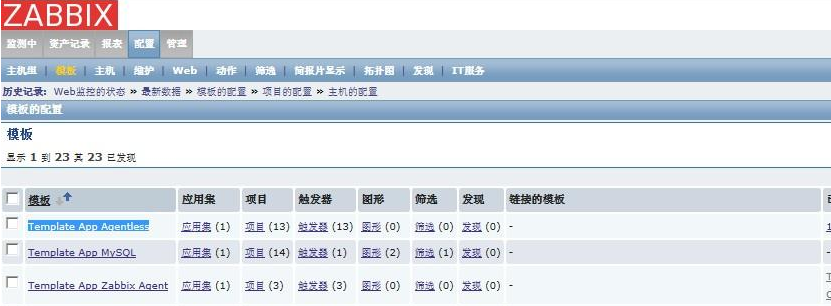 ZABBIX
监测中 资产记录 报表 配置 管理
主机组 | 模板 | 主机 | 维护 | Web | 动作 | 筛选 | 简报片显示 | 拓扑图 | 发现 | IT服务
历史记录: Web监控的状态 » 最新数据 » 模板的配置 » 项目的配置 » 主机的配置
模板的配置
模板
显示 1 到 23 其 23 已发现
模板 应用集 项目 触发器 图形 筛选 发现 链接的模板
Template App Agentless 应用集 (1) 项目 (13) 触发器 (13) 图形 (0) 筛选 (0) 发现 (0) -
Template App MySQL 应用集 (1) 项目 (14) 触发器 (1) 图形 (2) 筛选 (1) 发现 (0) - -
Template App Zabbix Agent 应用集 (1) 项目 (3) 触发器 (3) 图形 (0) 筛选 (0) 发现 (0) -